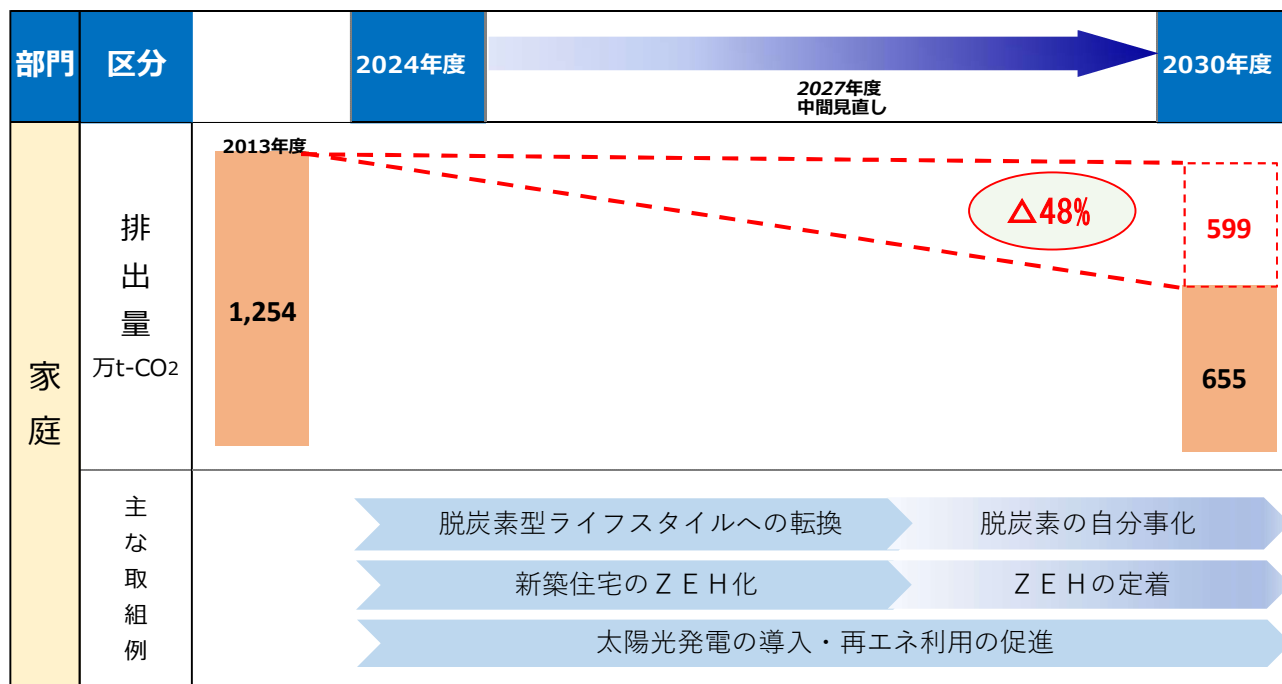 部門
区分
2024年度
2030年度
2027年度
中間見直し
家庭
排出量
万t-CO2
2013年度
1,254
△48%
599
655
主な取組例
脱炭素型ライフスタイルへの転換
脱炭素の自分事化
新築住宅のＺＥＨ化
ＺＥＨの定着
太陽光発電の導入・再エネ利用の促進